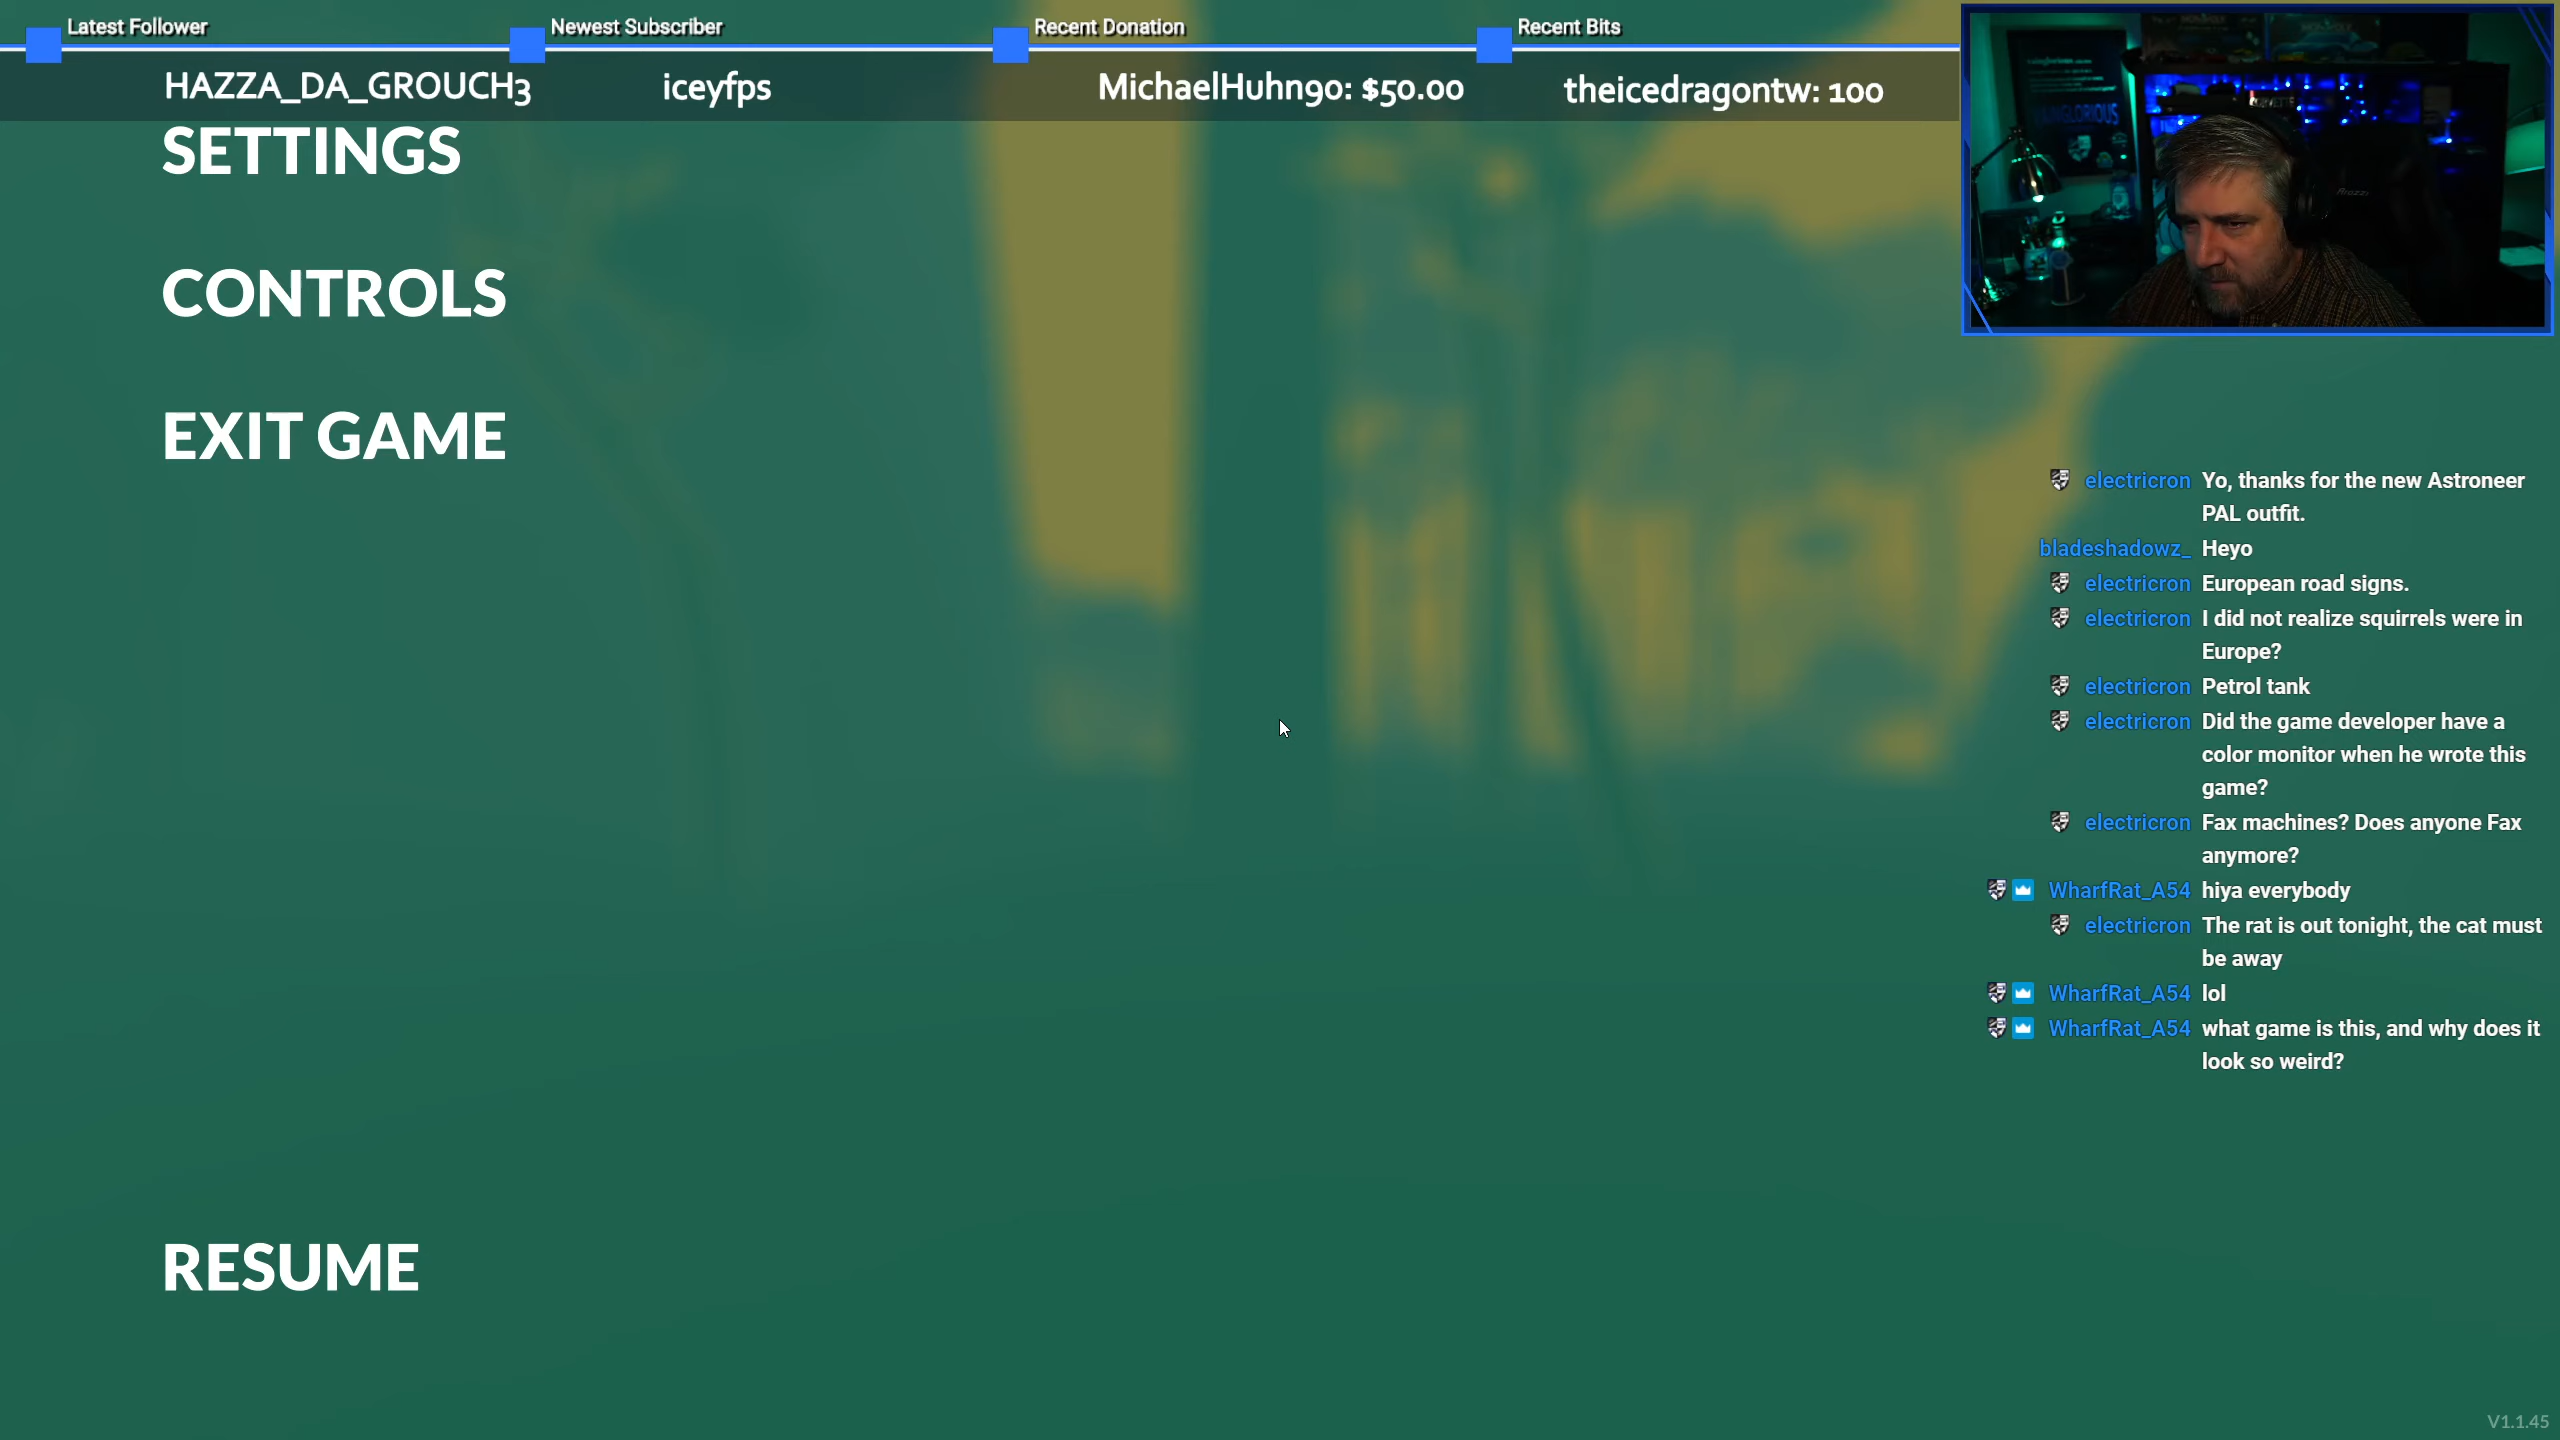 Latest Follower
Newest Subscriber
Recent Donation
Recent Bits
HAZZA_DA_GROUCH3
iceyfps
MichaelHuhn90: $50.00
theicedragontw: 100
SETTINGS
CONTROLS
EXIT GAME
electricron Yo, thanks for the new Astroneer
PAL outfit.
bladeshadowz_ Heyo
electricron European road signs.
electricron I did not realize squirrels were in
Europe?
electricron Petrol tank
electricron Did the game developer have a
color monitor when he wrote this
game?
electricron Fax machines? Does anyone Fax
anymore?
WharfRat_A54 hiya everybody
electricron The rat is out tonight, the cat must
be away
WharfRat_A54 lol
WharfRat_A54 what game is this, and why does it
look so weird?
RESUME
V1.1.45